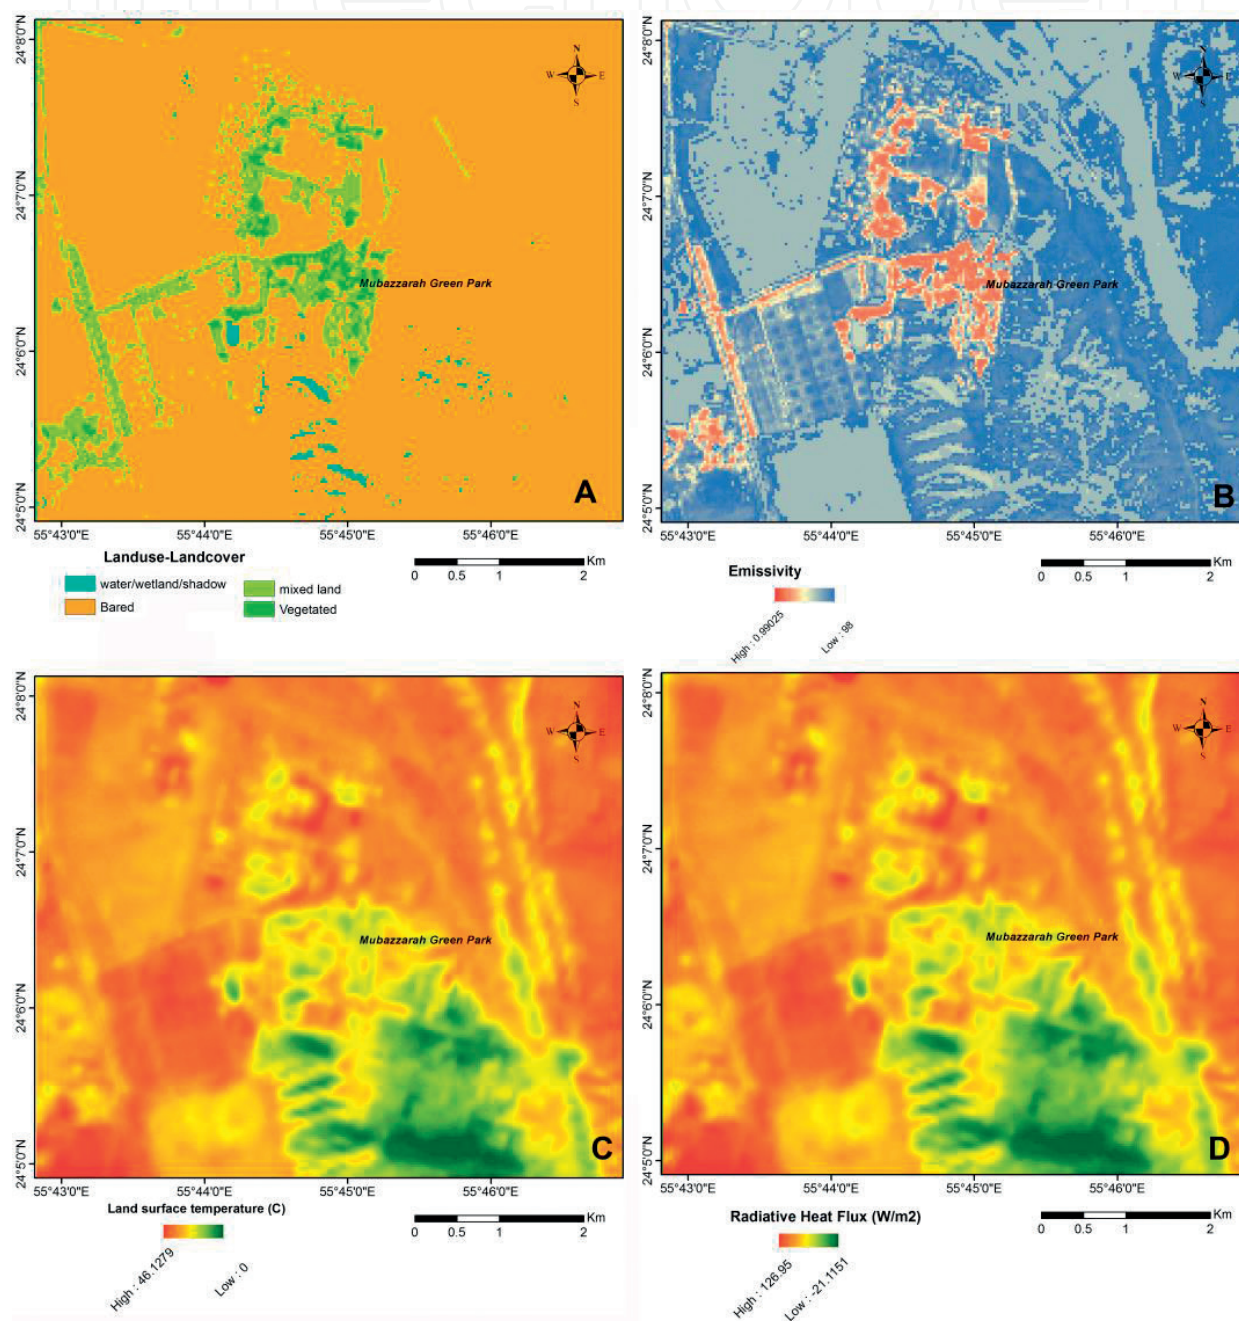 24°8'0"N
24°7'0"N
24°6'0"N
24°5'0"N
N
W E
S
Mubazzarah Green Park
A
55°43'0"E 55°44'0"E 55°45'0"E 55°46'0"E
Landuse-Landcover
water/wetland/shadow
mixed land
Bared
Vegetated
Km
0 0.5 1 2
24°8'0"N
24°7'0"N
24°6'0"N
24°5'0"N
N
W E
S
Mubazzarah Green Park
B
55°43'0"E 55°44'0"E 55°45'0"E 55°46'0"E
Emissivity
High : 0.99025
Low : 98
Km
0 0.5 1 2
24°8'0"N
24°7'0"N
24°6'0"N
24°5'0"N
N
W E
S
Mubazzarah Green Park
C
55°43'0"E 55°44'0"E 55°45'0"E 55°46'0"E
Land surface temperature (C)
High : 46.1279
Low : 0
Km
0 0.5 1 2
24°8'0"N
24°7'0"N
24°6'0"N
24°5'0"N
N
W E
S
Mubazzarah Green Park
D
55°43'0"E 55°44'0"E 55°45'0"E 55°46'0"E
Radiative Heat Flux (W/m2)
High : 126.95
Low : -21.1151
Km
0 0.5 1 2